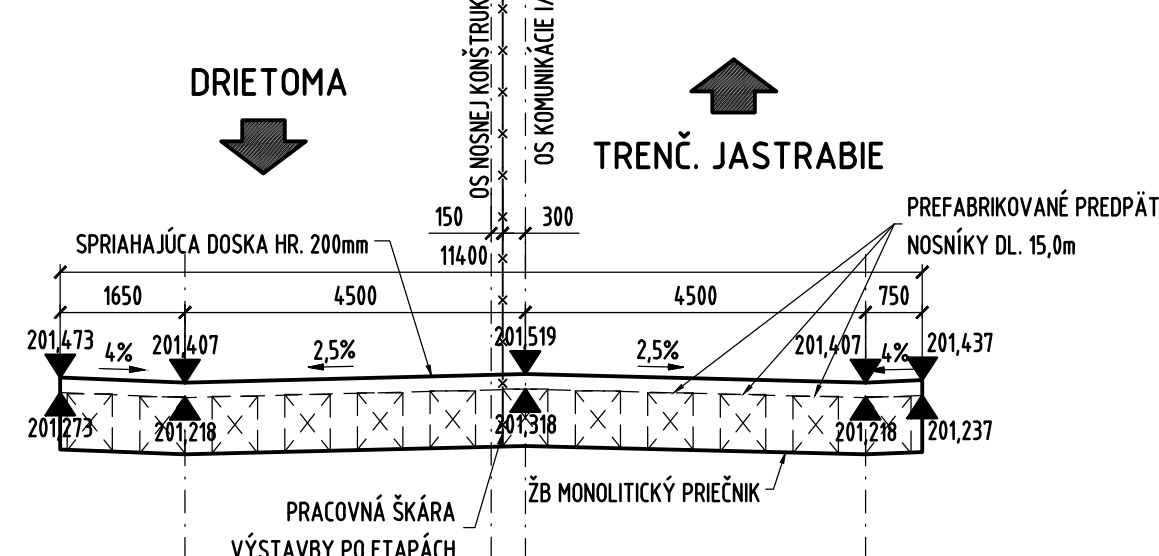 OS NOSNEJ KONŠTRUK
OS KOMUNIKÁCIE I/
DRIETOMA
TRENČ. JASTRABIE
PREFABRIKOVANÉ PREDPÄT
NOSNÍKY DL. 15,0m
150
300
SPRIAHAJÚCA DOSKA HR. 200mm
11400
1650
4500
4500
750
201,473
4%
201,407
2,5%
201,519
2,5%
201,407
4%
201,437
201,273
201,218
201,318
201,218
201,237
ŽB MONOLITICKÝ PRIEČNIK
PRACOVNÁ ŠKÁRA
VÝSTAVBY PO ETAPÁCH